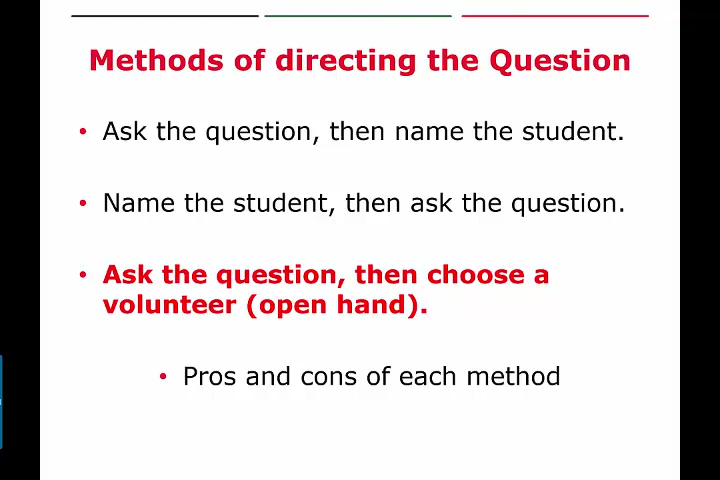 Methods of directing the Question
• Ask the question, then name the student.
• Name the student, then ask the question.
• Ask the question, then choose a
volunteer (open hand).
• Pros and cons of each method